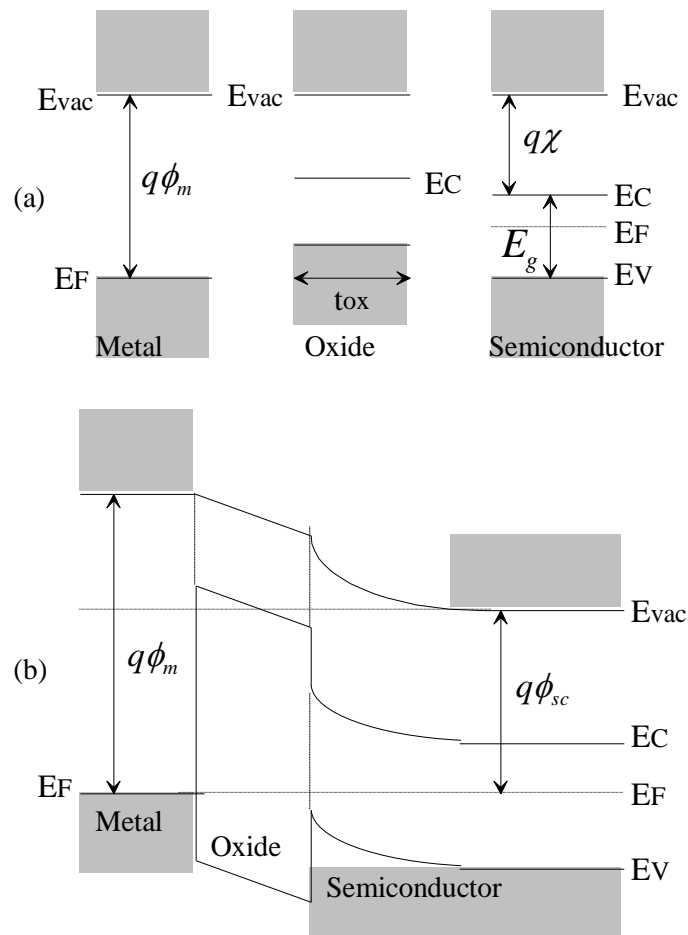 Evac Evac Evac
qχ
qϕm
(a) EC EC
EF
Eg
EF EV
tox
Metal Oxide Semiconductor
Evac
(b) qϕm qϕsc
EC
EF EF
Metal
Oxide
EV
Semiconductor